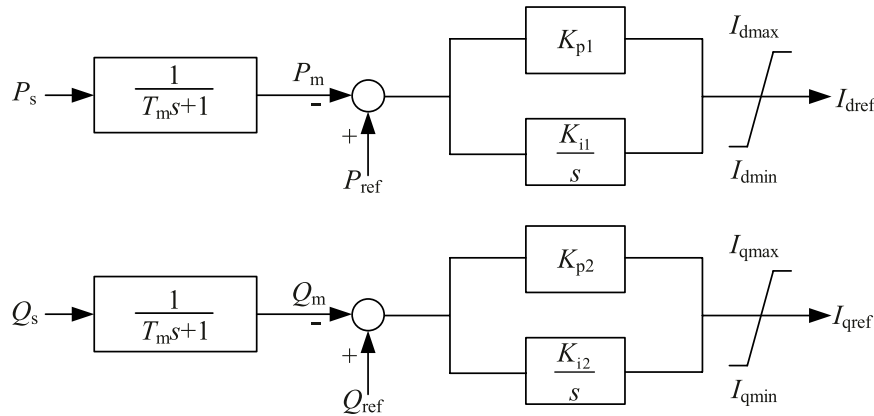 I_dmax
K_p1
P_s
1
T_m s+1
P_m
-
+
P_ref
K_i1
s
I_dref
I_dmin
I_qmax
K_p2
Q_s
1
T_m s+1
Q_m
-
+
Q_ref
K_i2
s
I_qref
I_qmin